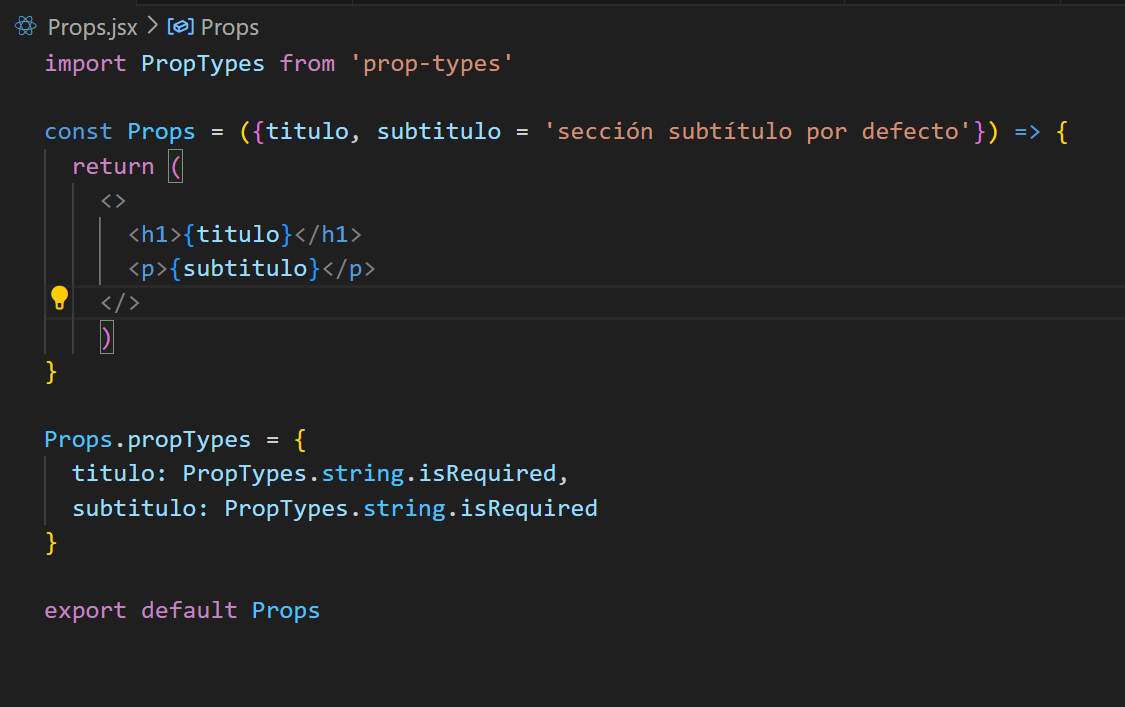 Props.jsx > Props
import PropTypes from 'prop-types'
const Props = ({titulo, subtitulo = 'sección subtítulo por defecto'}) => {
return (
<>
<h1>{titulo}</h1>
<p>{subtitulo}</p>
</>
)
}
Props.propTypes = {
titulo: PropTypes.string.isRequired,
subtitulo: PropTypes.string.isRequired
}
export default Props